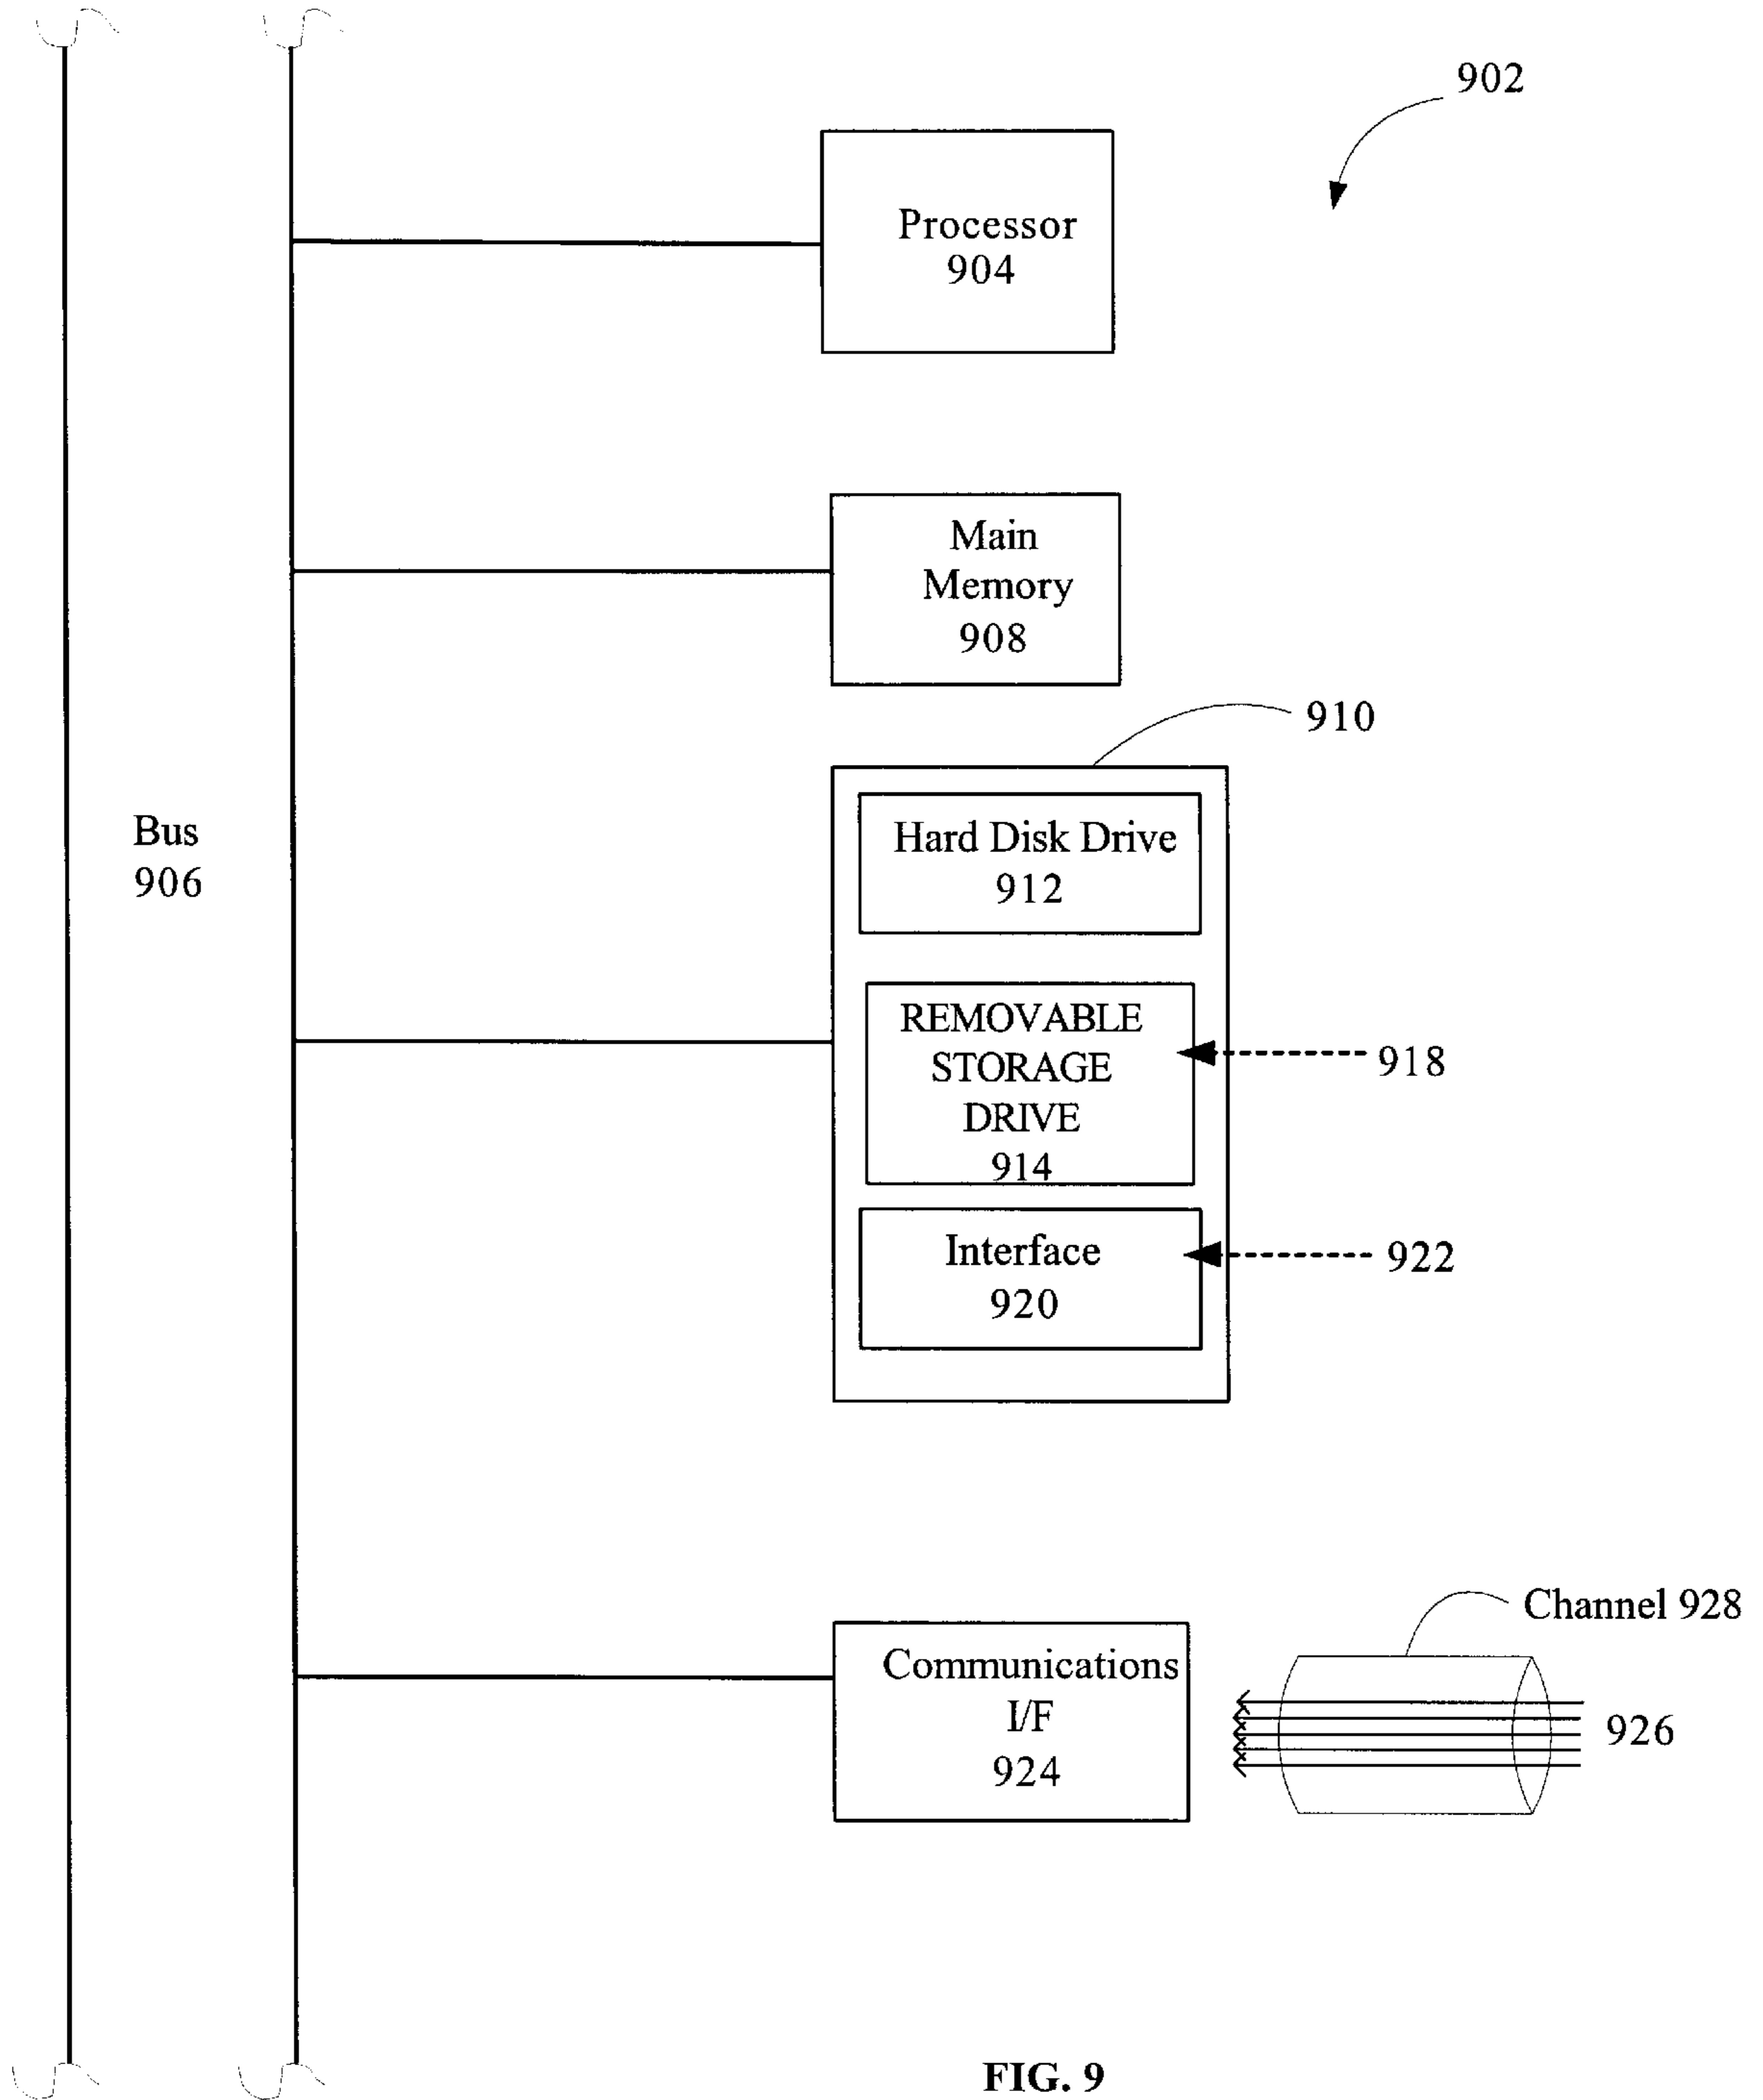 902
Processor
904
Main
Memory
908
910
Bus
906
Hard Disk Drive
912
REMOVABLE
STORAGE
DRIVE
914
918
Interface
920
922
Channel 928
Communications
I/F
924
926
FIG. 9